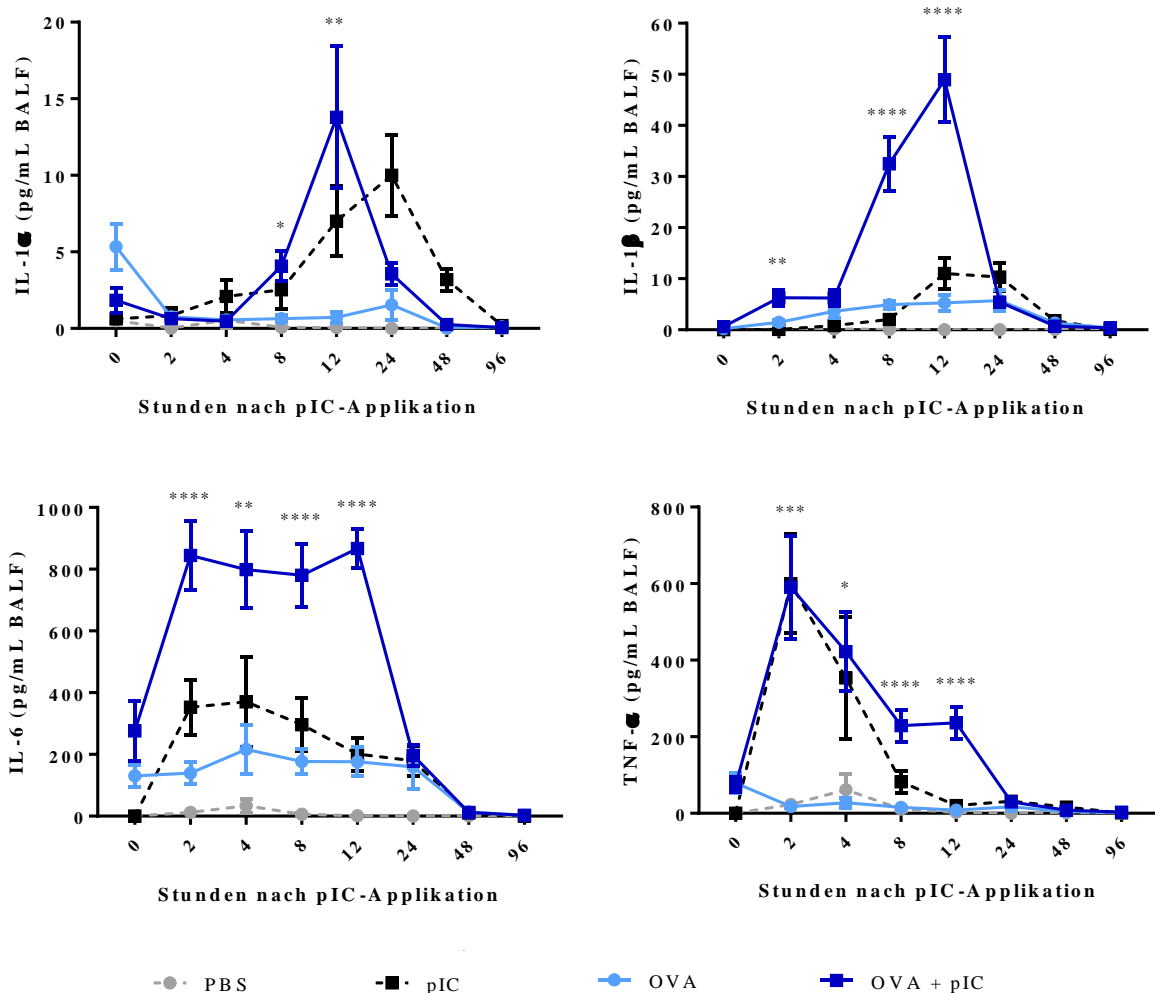 IL-1α (pg/mL BALF)
20
15
10
5
0
*
**
0 2 4 8 12 24 48 96
Stunden nach pIC-Applikation
IL-1β (pg/mL BALF)
60
50
40
30
20
10
0
**
****
****
0 2 4 8 12 24 48 96
Stunden nach pIC-Applikation
IL-6 (pg/mL BALF)
1000
800
600
400
200
0
****
**
****
****
0 2 4 8 12 24 48 96
Stunden nach pIC-Applikation
TNF-α (pg/mL BALF)
800
600
400
200
0
***
*
****
****
0 2 4 8 12 24 48 96
Stunden nach pIC-Applikation
PBS pIC OVA OVA + pIC